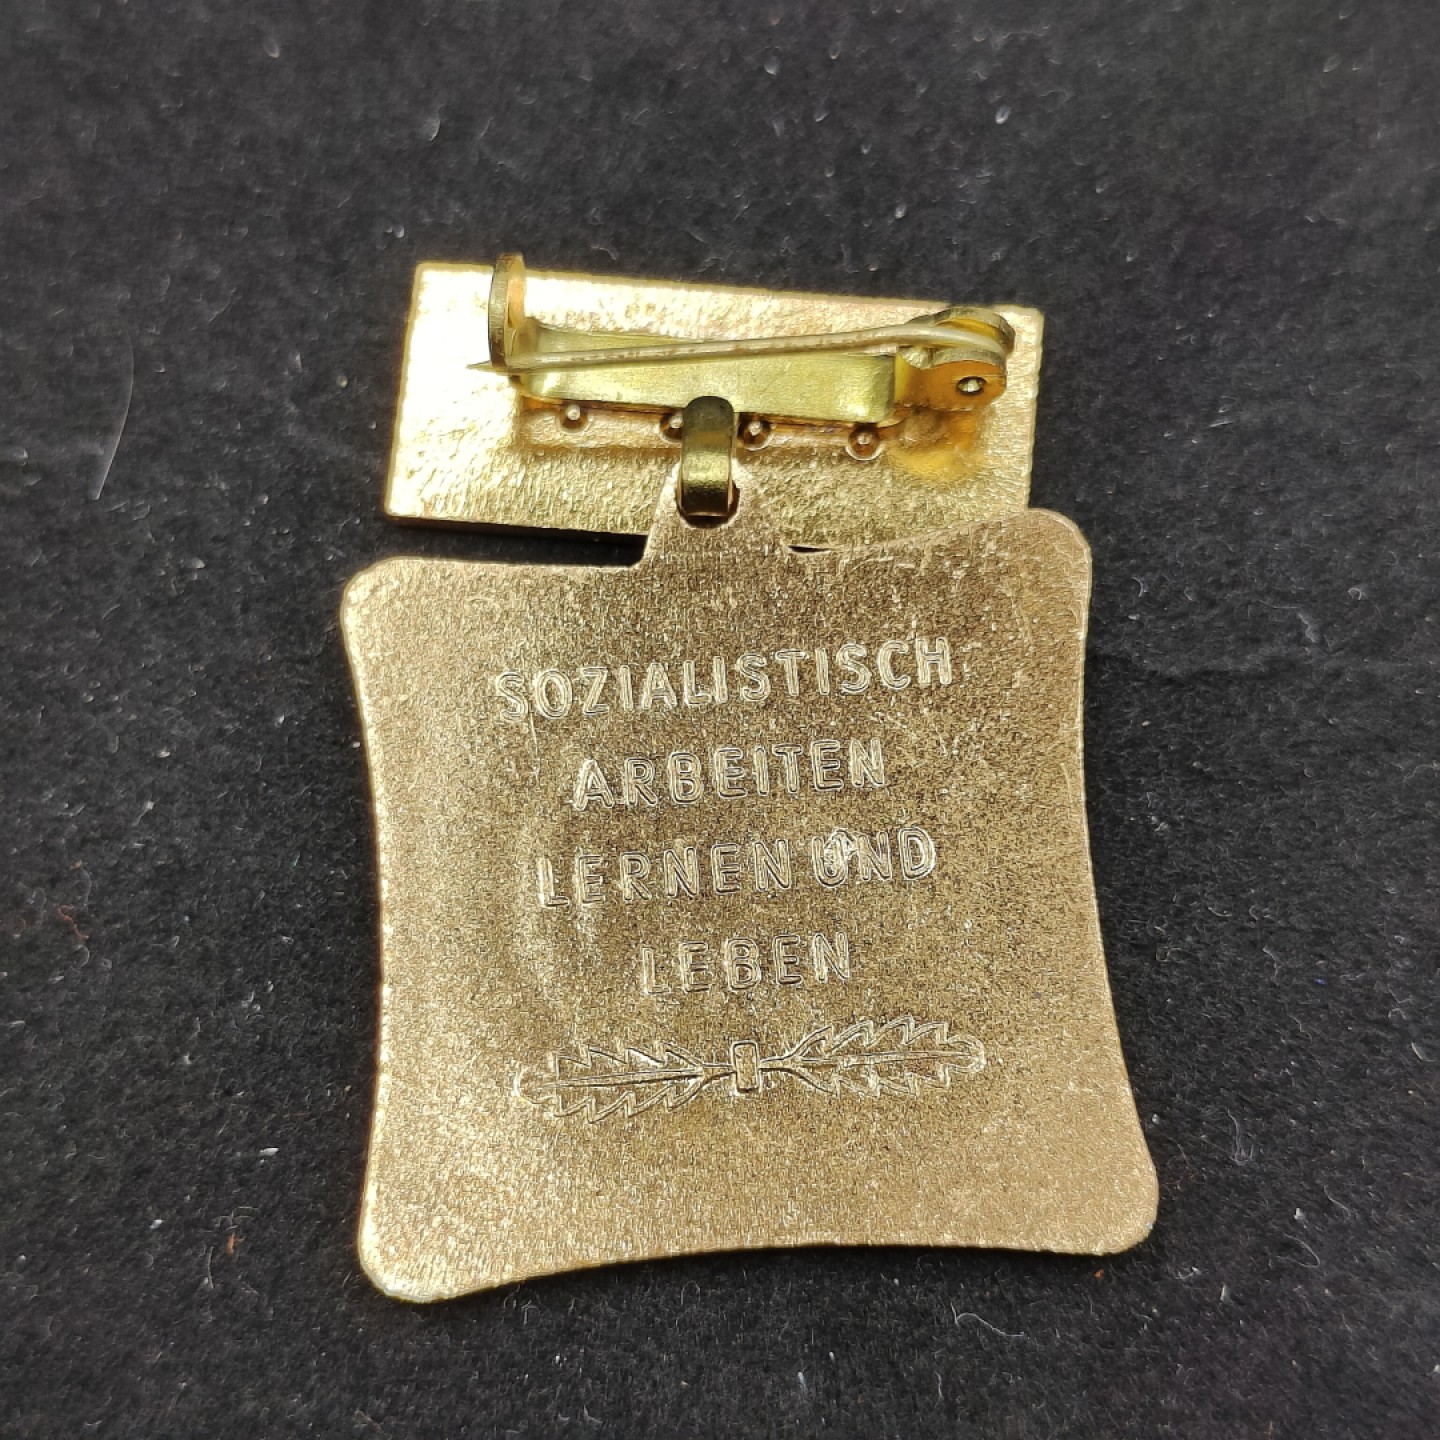 SOZIALISTISCH
ARBEITEN
LERNEN UND
LEBEN